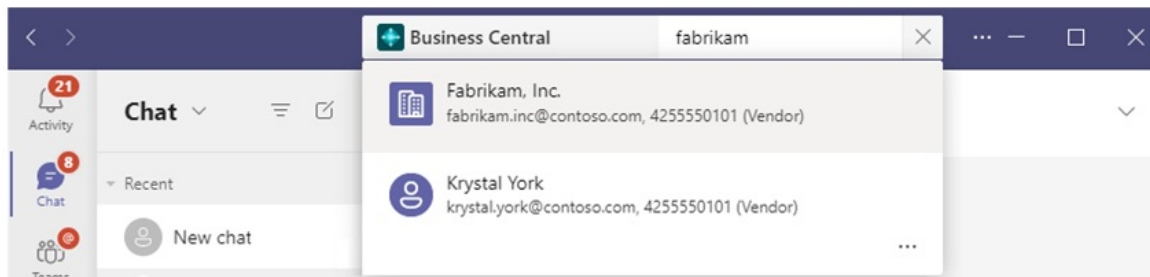 Business Central
fabrikam
21
Activity
Chat
Fabrikam, Inc.
fabrikam.inc@contoso.com, 4255550101 (Vendor)
8
Chat
Recent
Krystal York
krystal.york@contoso.com, 4255550101 (Vendor)
New chat
@
Teams